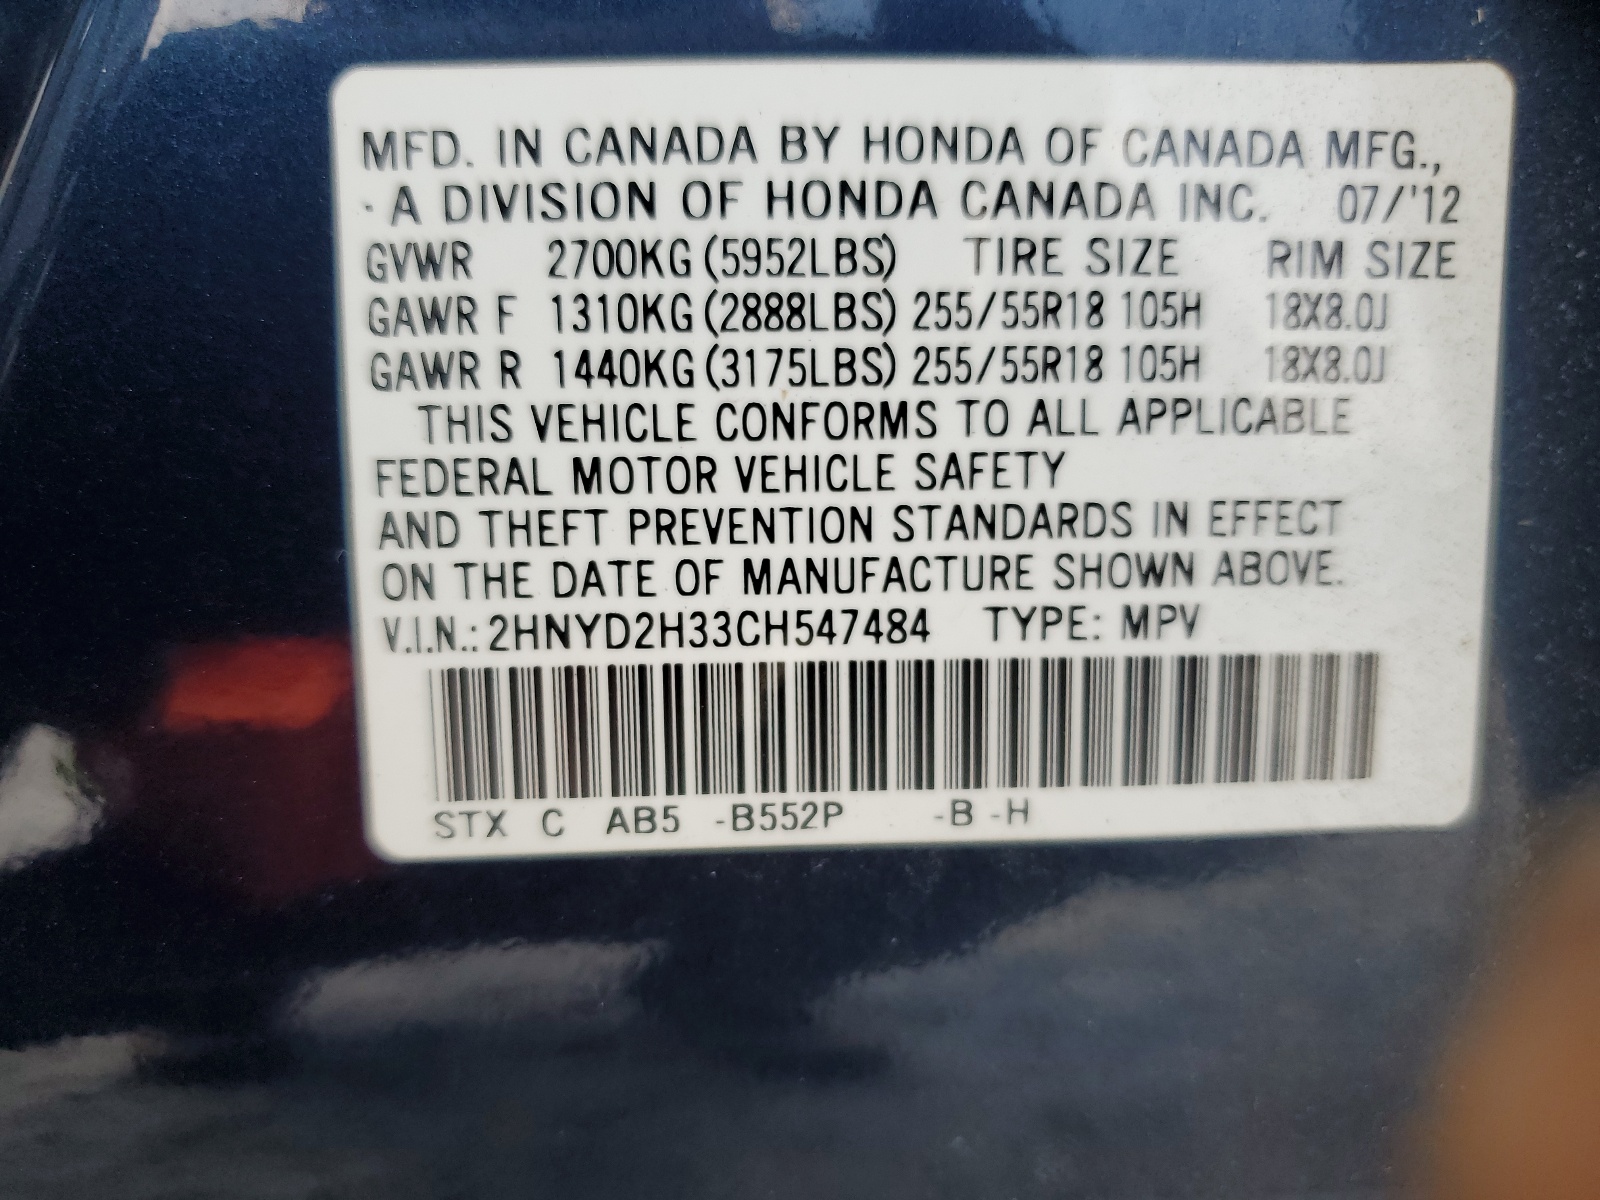 MFD. IN CANADA BY HONDA OF CANADA MFG.,
A DIVISION OF HONDA CANADA INC. 07/'12
GVWR 2700KG (5952LBS) TIRE SIZE RIM SIZE
GAWR F 1310KG (2888LBS) 255/55R18 105H 18X8.0J
GAWR R 1440KG (3175LBS) 255/55R18 105H 18X8.0J
THIS VEHICLE CONFORMS TO ALL APPLICABLE
FEDERAL MOTOR VEHICLE SAFETY
AND THEFT PREVENTION STANDARDS IN EFFECT
ON THE DATE OF MANUFACTURE SHOWN ABOVE.
V.I.N.: 2HNYD2H33CH547484 TYPE: MPV
STX C AB5 -B552P -B -H